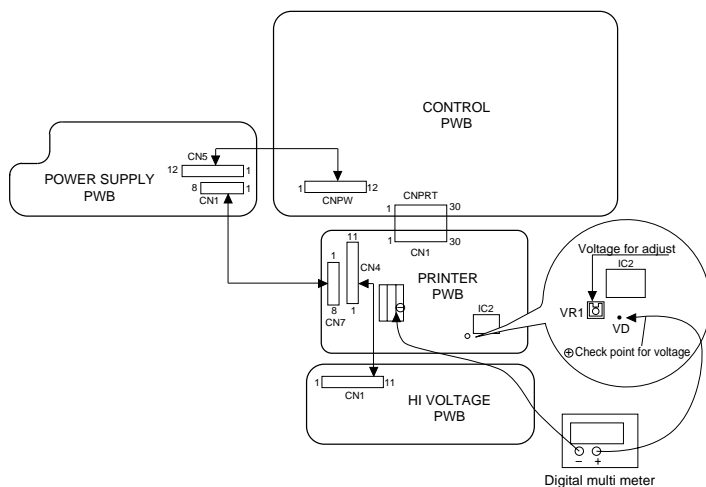 CONTROL
PWB
POWER SUPPLY
PWB
CN5
12
1
8
1
CN1
1
12
CNPW
CNPRT
1
30
1
30
CN1
PRINTER
PWB
11
CN4
1
1
8
CN7
IC2
Voltage for adjust
IC2
VR1
VD
⊕Check point for voltage
HI VOLTAGE
PWB
1
11
CN1
− +
Digital multi meter